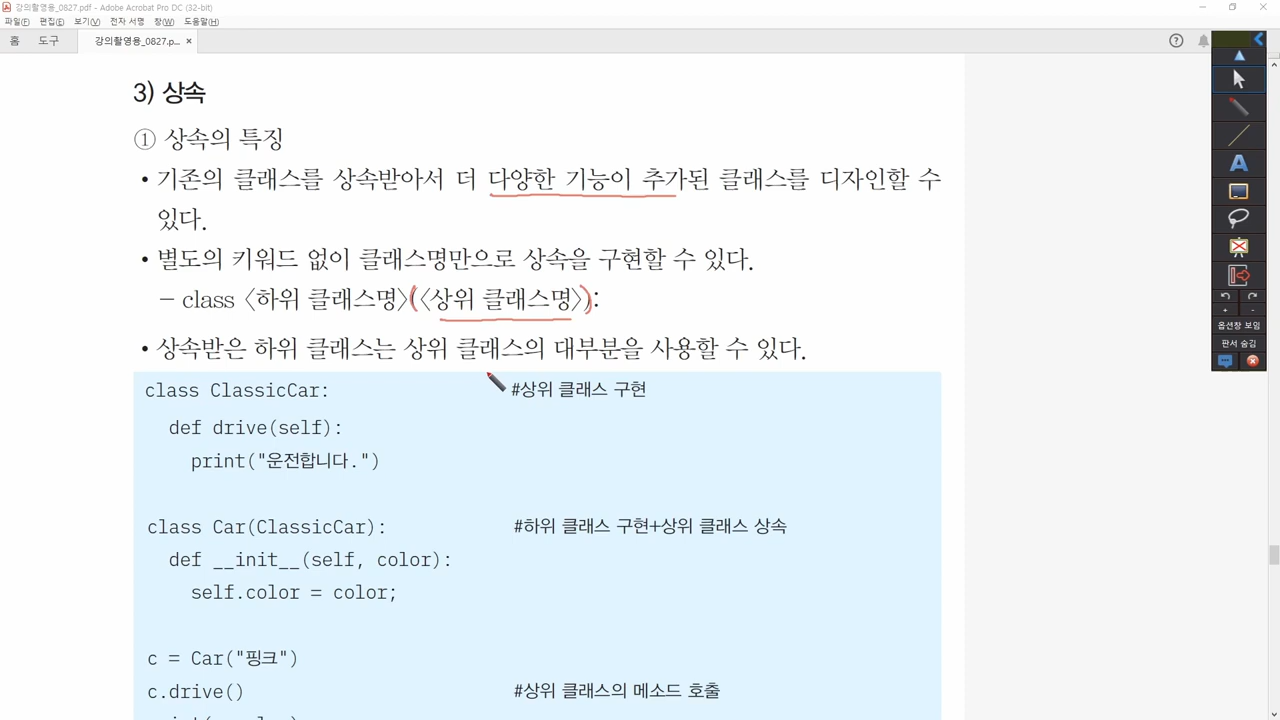 강의촬영용_0827.pdf - Adobe Acrobat Pro DC (32-bit)
파일(F) 편집(E) 보기(V) 전자 서명 창(W) 도움말(H)
홈 도구 강의촬영용_0827.p... ×
3) 상속
① 상속의 특징
• 기존의 클래스를 상속받아서 더 다양한 기능이 추가된 클래스를 디자인할 수
있다.
• 별도의 키워드 없이 클래스명만으로 상속을 구현할 수 있다.
– class 〈하위 클래스명〉(〈상위 클래스명〉):
• 상속받은 하위 클래스는 상위 클래스의 대부분을 사용할 수 있다.
class ClassicCar: #상위 클래스 구현
def drive(self):
print("운전합니다.")
class Car(ClassicCar): #하위 클래스 구현+상위 클래스 상속
def __init__(self, color):
self.color = color;
c = Car("핑크")
c.drive() #상위 클래스의 메소드 호출
옵션창 보임
판서 숨김